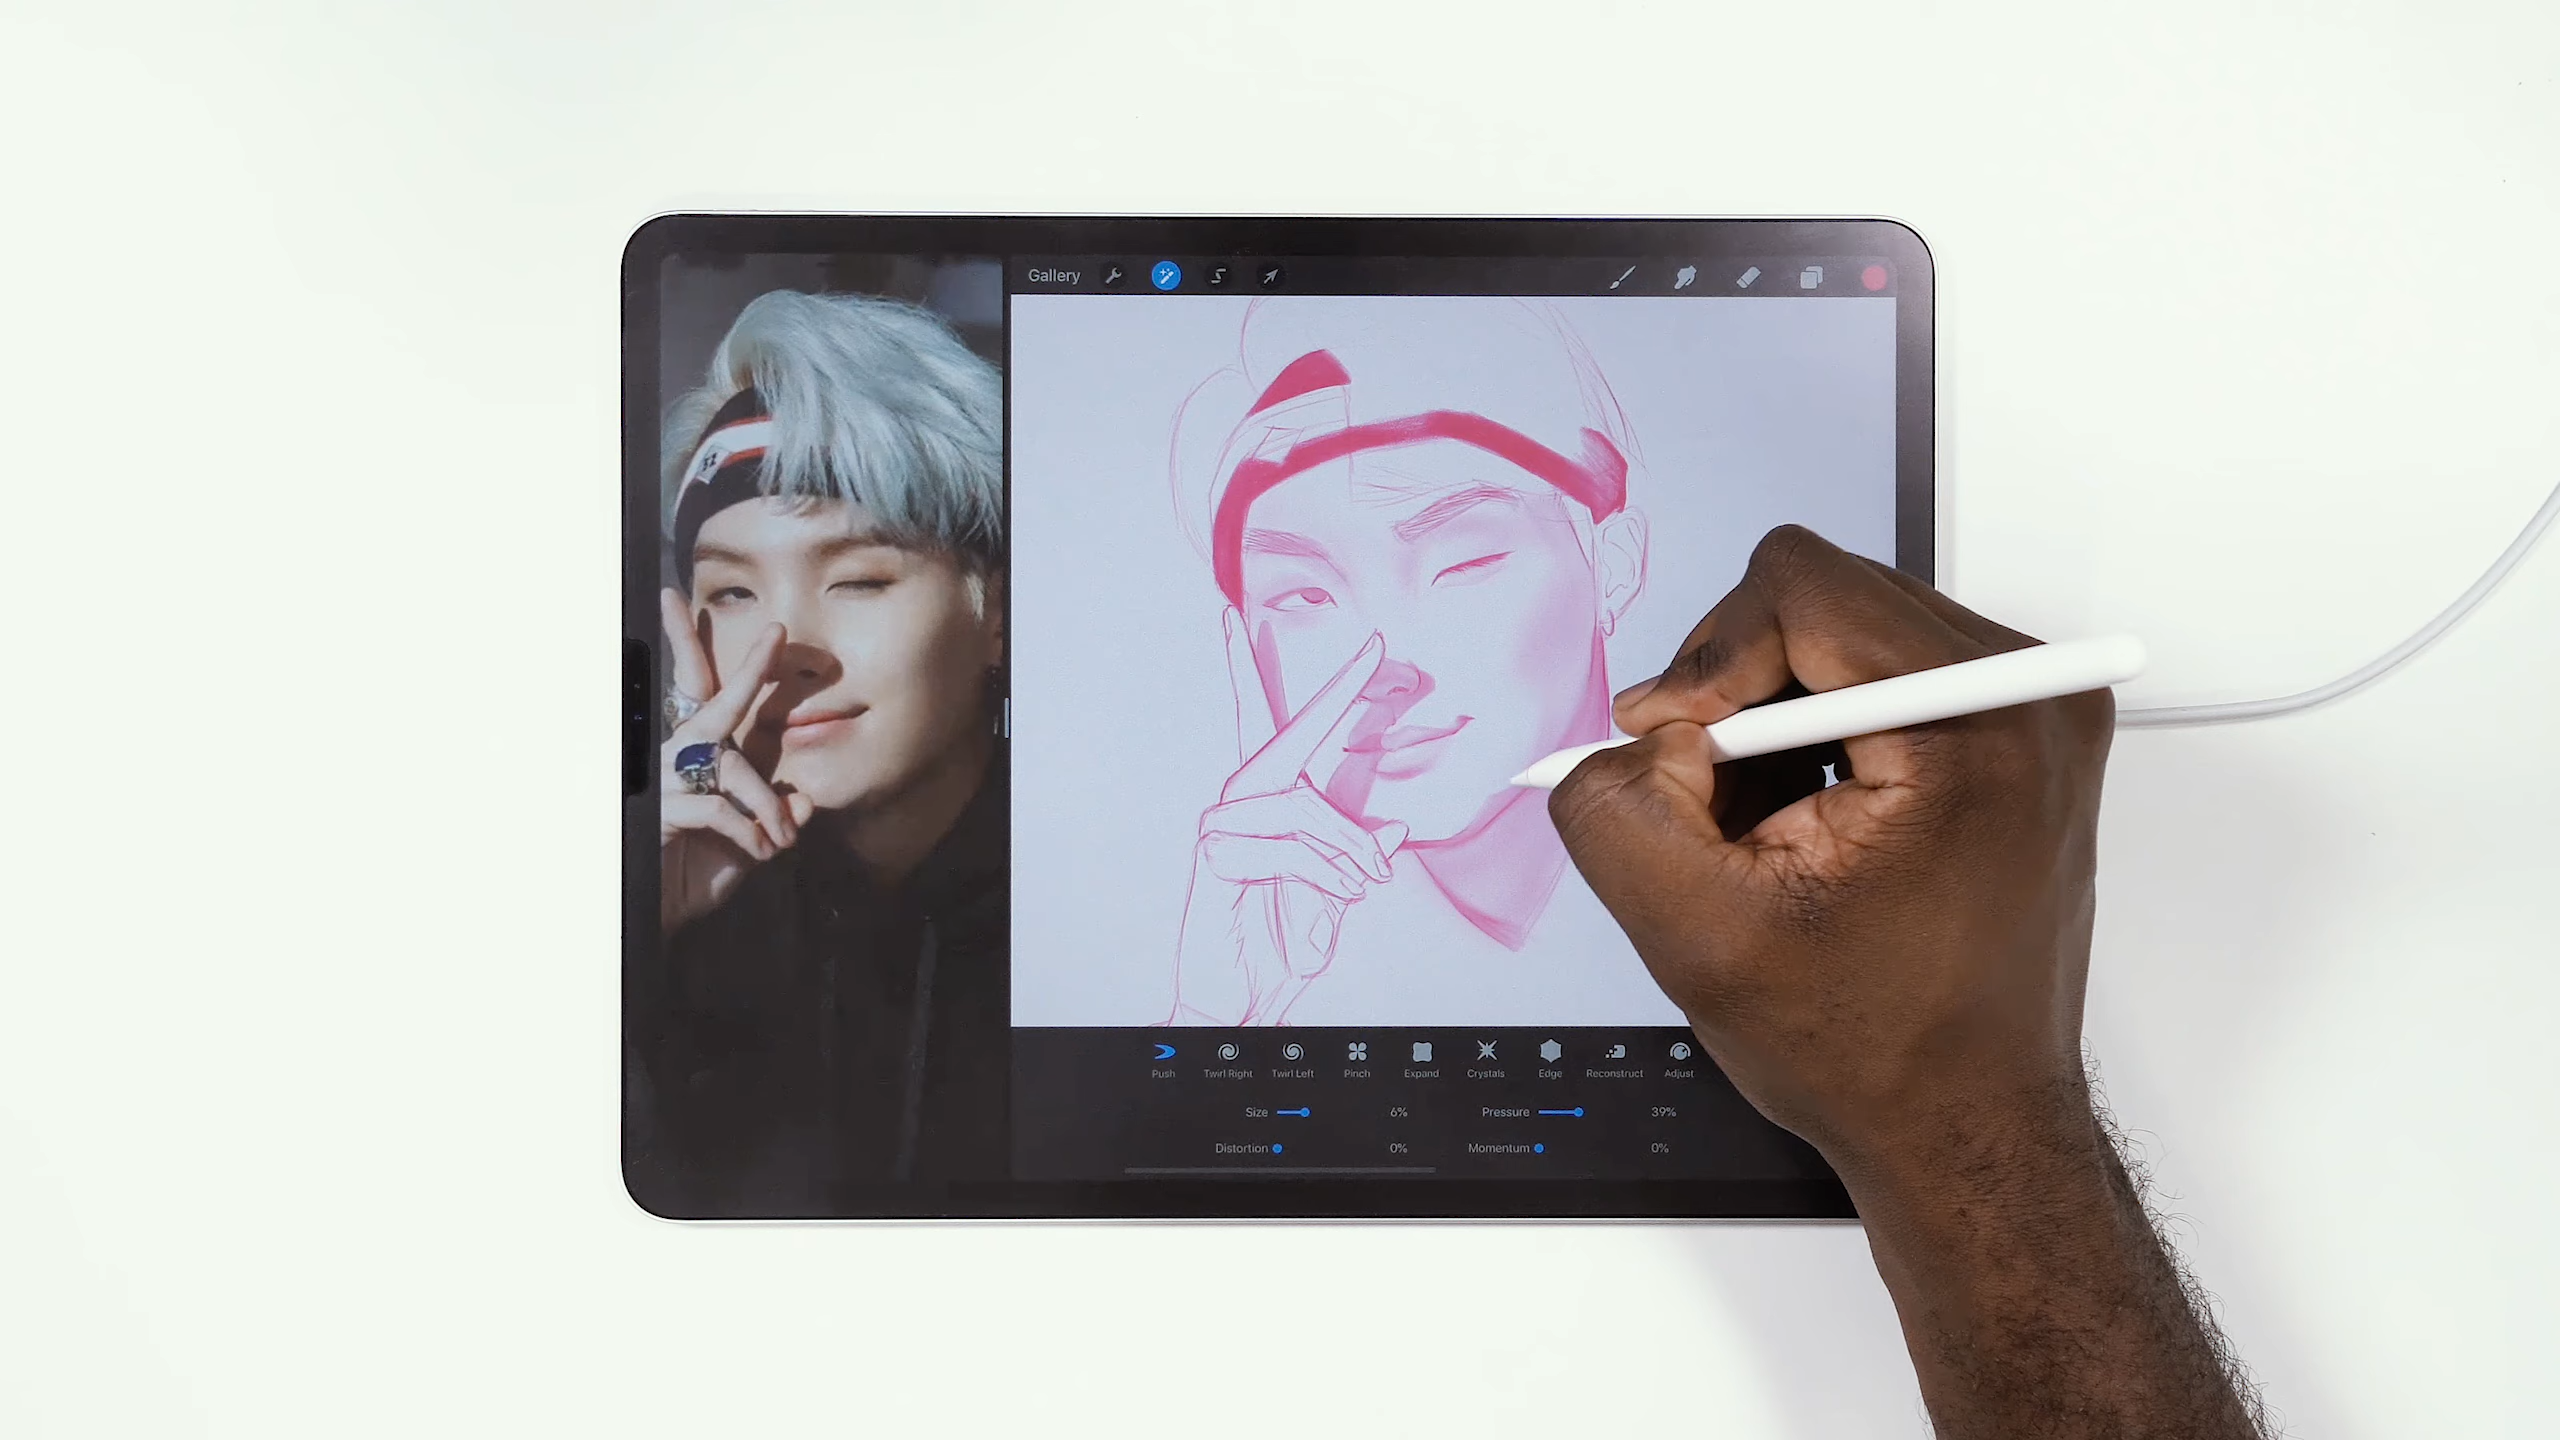 Gallery
Push Twirl Right Twirl Left Pinch Expand Crystals Edge Reconstruct Adjust
Size 6% Pressure 39%
Distortion 0% Momentum 0%